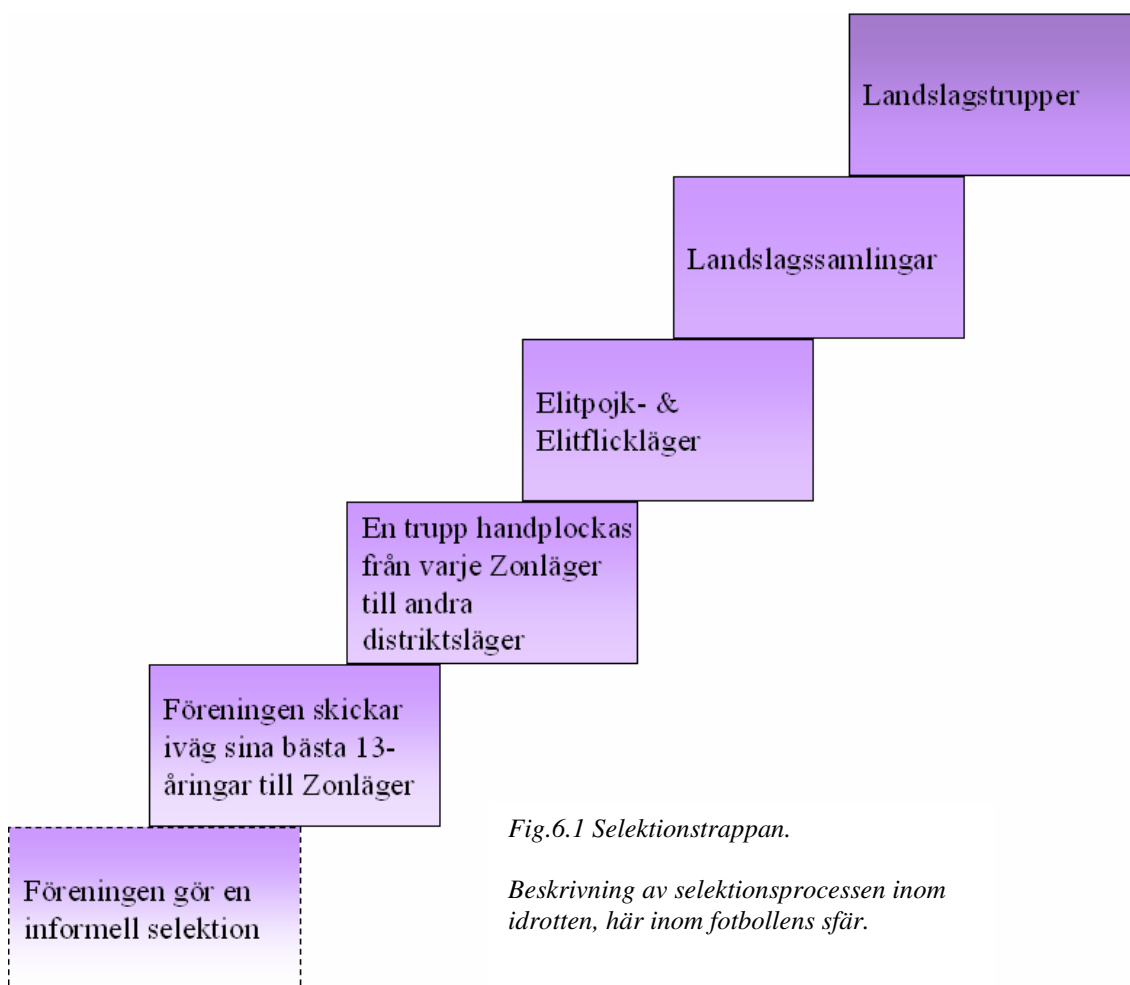 Landslagstrupper
Landslagssamlingar
Elitpojk- &
Elitflickläger
En trupp handplockas
från varje Zonläger
till andra
distriktsläger
Föreningen skickar
iväg sina bästa 13-
åringar till Zonläger
Föreningen gör en
informell selektion
Fig.6.1 Selektionstrappan.
Beskrivning av selektionsprocessen inom
idrotten, här inom fotbollens sfär.